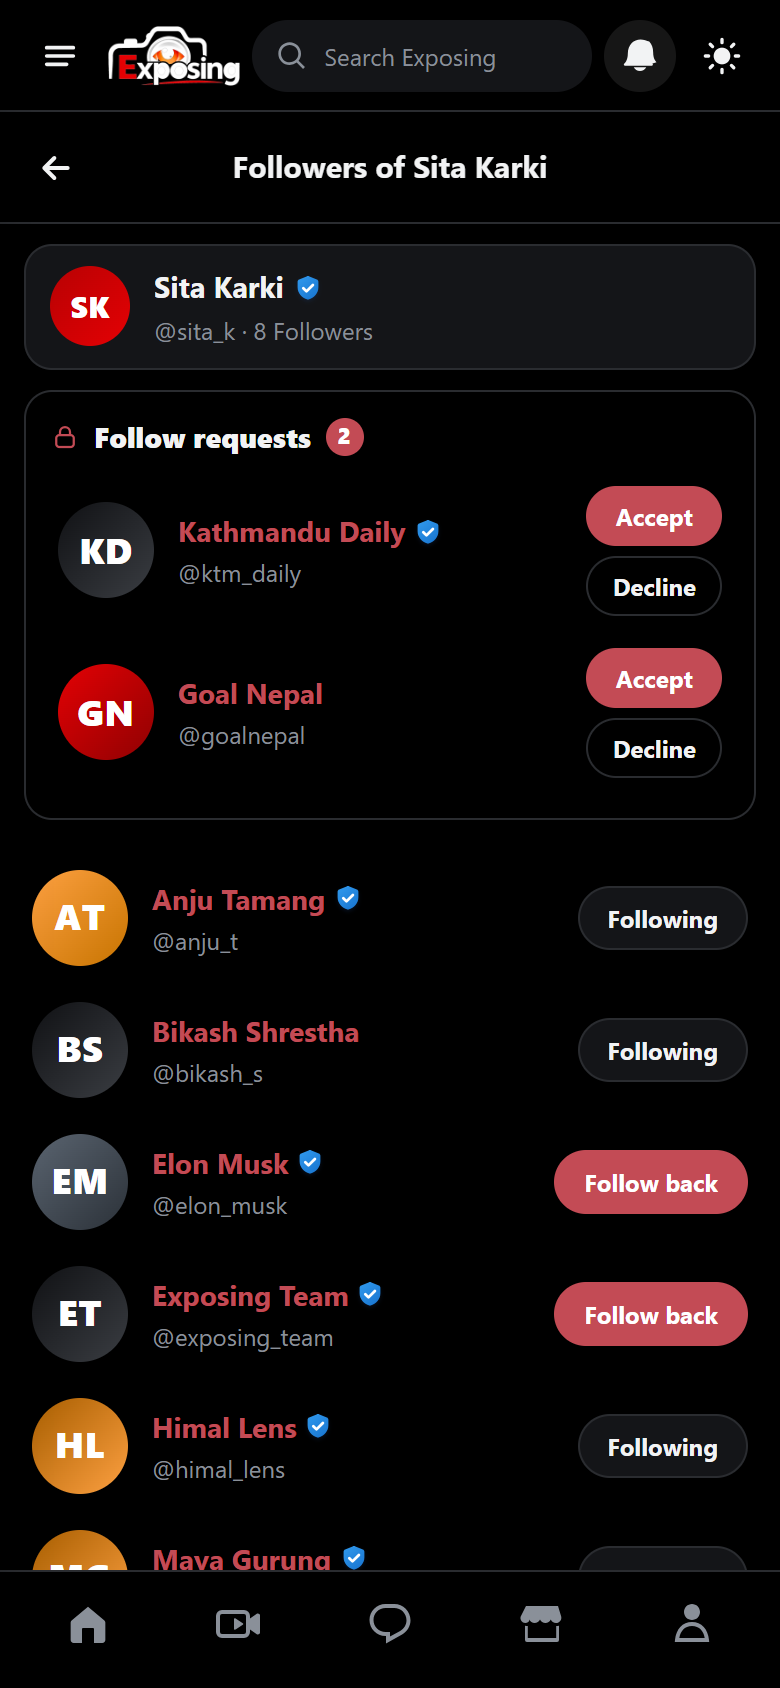 Exposing
Search Exposing
Followers of Sita Karki
SK
Sita Karki
@sita_k · 8 Followers
Follow requests 2
KD
Kathmandu Daily
@ktm_daily
Accept
Decline
GN
Goal Nepal
@goalnepal
Accept
Decline
AT
Anju Tamang
@anju_t
Following
BS
Bikash Shrestha
@bikash_s
Following
EM
Elon Musk
@elon_musk
Follow back
ET
Exposing Team
@exposing_team
Follow back
HL
Himal Lens
@himal_lens
Following
MG
Maya Gurung